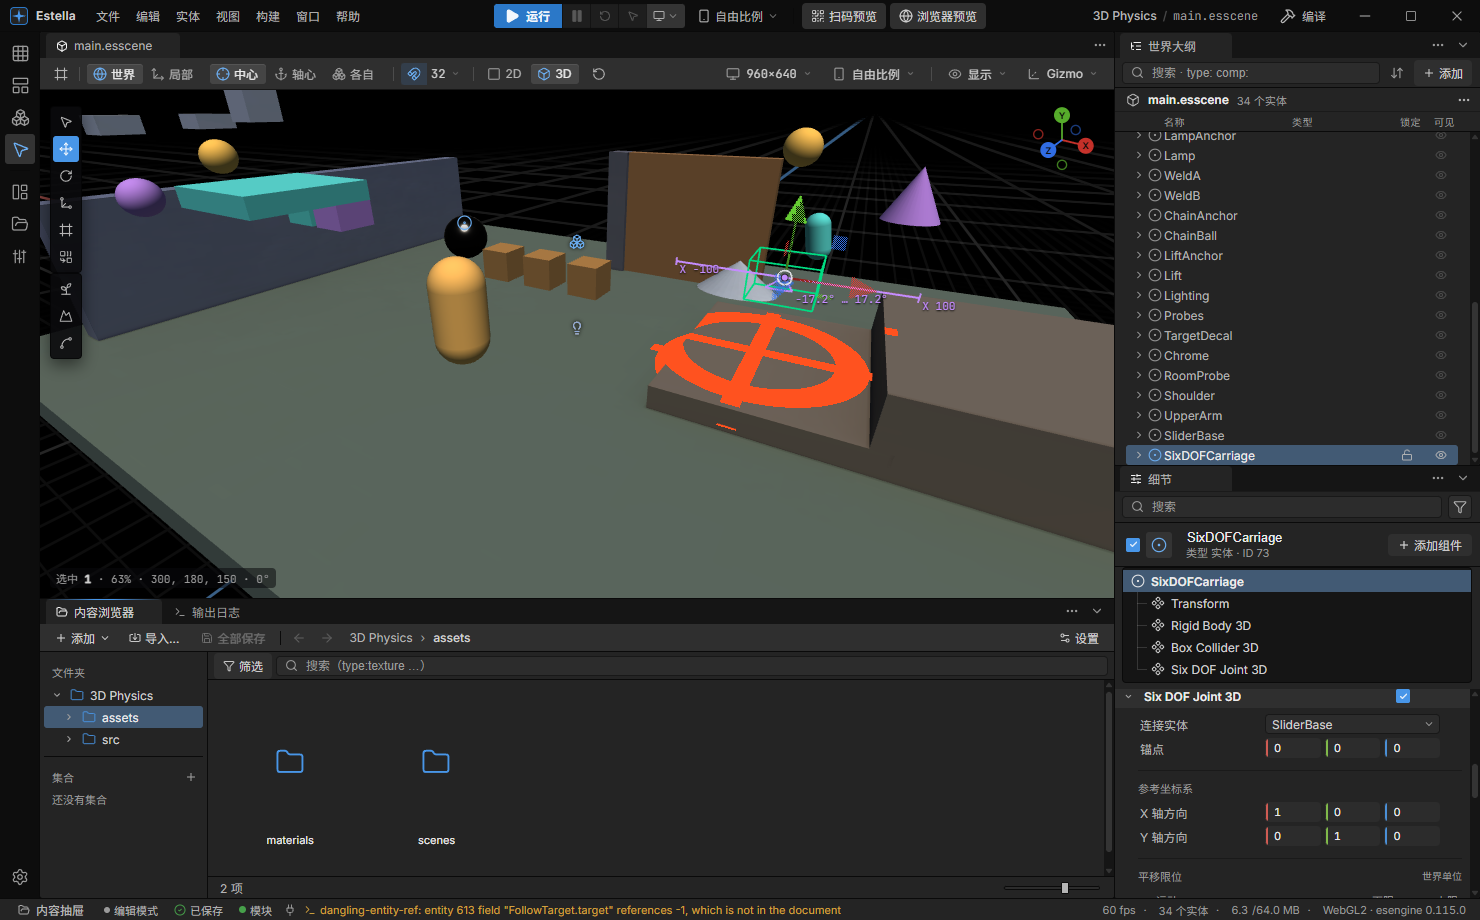 Estella 文件 编辑 实体 视图 构建 窗口 帮助 运行 自由比例 扫码预览 浏览器预览 3D Physics / main.esscene 编译
main.esscene
世界 局部 中心 轴心 各自 32 2D 3D 960×640 自由比例 显示 Gizmo
X -100
-17.2° … 17.2°
X 100
Y
X
Z
选中 1 · 63% · 300, 180, 150 · 0°
世界大纲
搜索 · type: comp: 添加
main.esscene 34 个实体
名称 类型 锁定 可见
LampAnchor
Lamp
WeldA
WeldB
ChainAnchor
ChainBall
LiftAnchor
Lift
Lighting
Probes
TargetDecal
Chrome
RoomProbe
Shoulder
UpperArm
SliderBase
SixDOFCarriage
细节
搜索
SixDOFCarriage
类型 实体 · ID 73
添加组件
SixDOFCarriage
Transform
Rigid Body 3D
Box Collider 3D
Six DOF Joint 3D
Six DOF Joint 3D
连接实体 SliderBase
锚点 0 0 0
参考坐标系
X 轴方向 1 0 0
Y 轴方向 0 1 0
平移限位 世界单位
内容浏览器 输出日志
添加 导入... 全部保存 3D Physics › assets 设置
文件夹
3D Physics
assets
src
集合
还没有集合
筛选 搜索（type:texture ...）
materials scenes
2 项
内容抽屉 编辑模式 已保存 模块 dangling-entity-ref: entity 613 field "FollowTarget.target" references -1, which is not in the document 60 fps · 34 个实体 · 6.3 /64.0 MB · WebGL2 · esengine 0.115.0